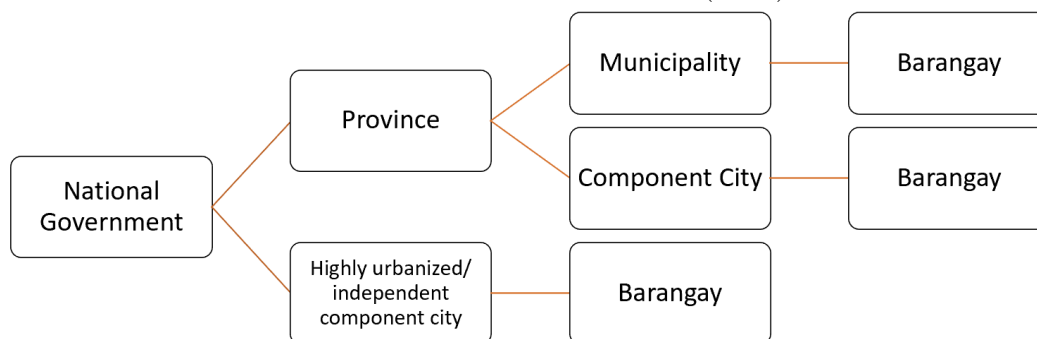 Municipality
Barangay
Province
Component City
Barangay
National
Government
Highly urbanized/
independent
component city
Barangay